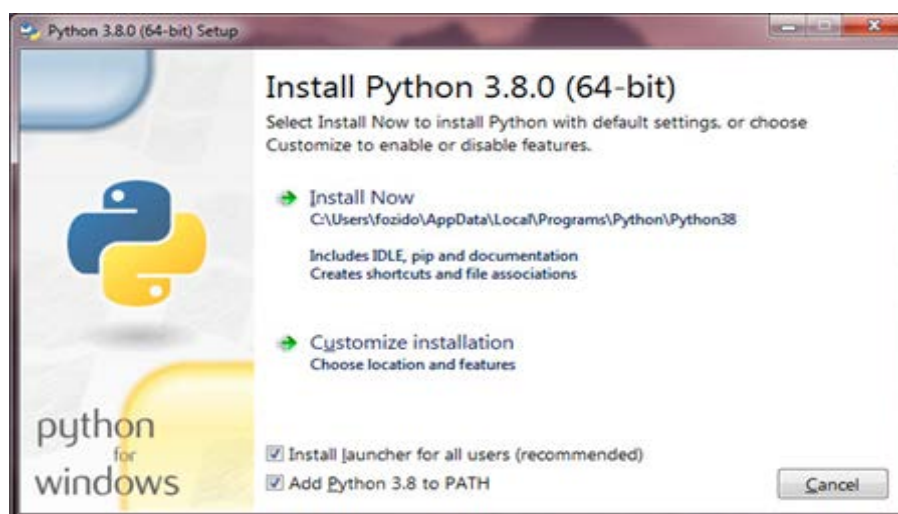 Python 3.8.0 (64-bit) Setup
Install Python 3.8.0 (64-bit)
Select Install Now to install Python with default settings, or choose
Customize to enable or disable features.
Install Now
C:\Users\fozido\AppData\Local\Programs\Python\Python38
Includes IDLE, pip and documentation
Creates shortcuts and file associations
Customize installation
Choose location and features
python
for
windows
Install launcher for all users (recommended)
Add Python 3.8 to PATH
Cancel